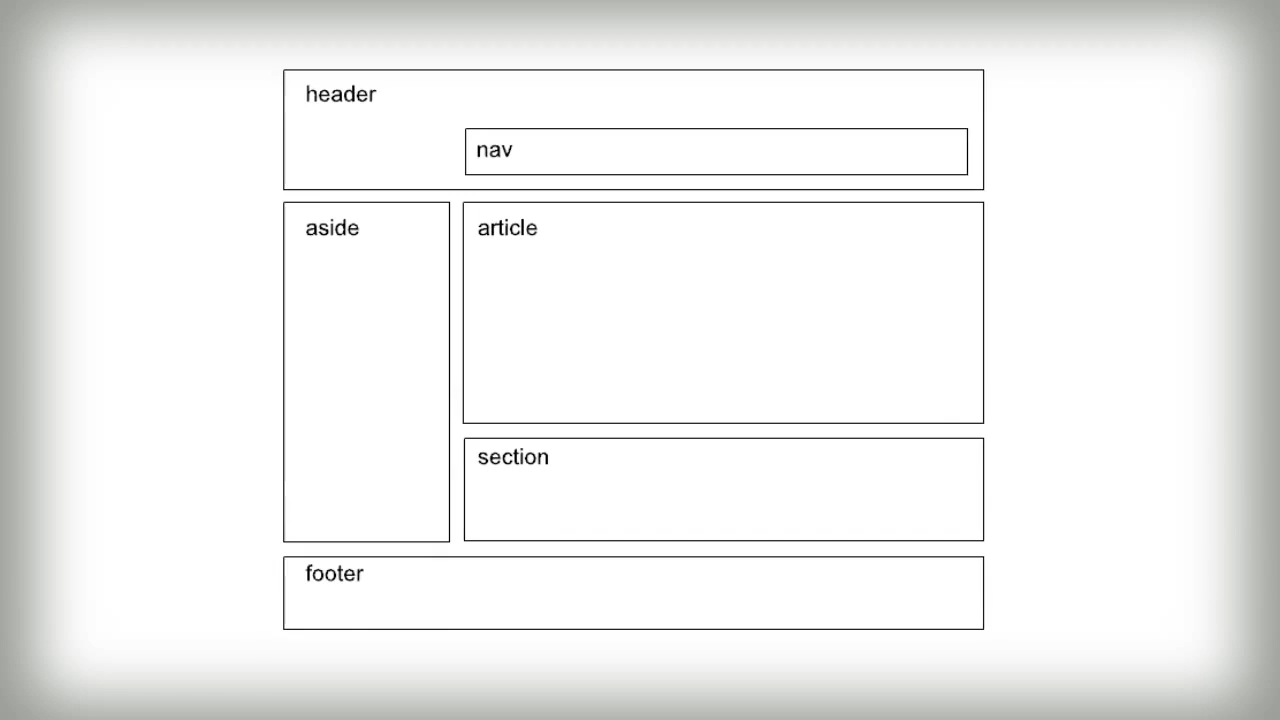 header
nav
aside
article
section
footer